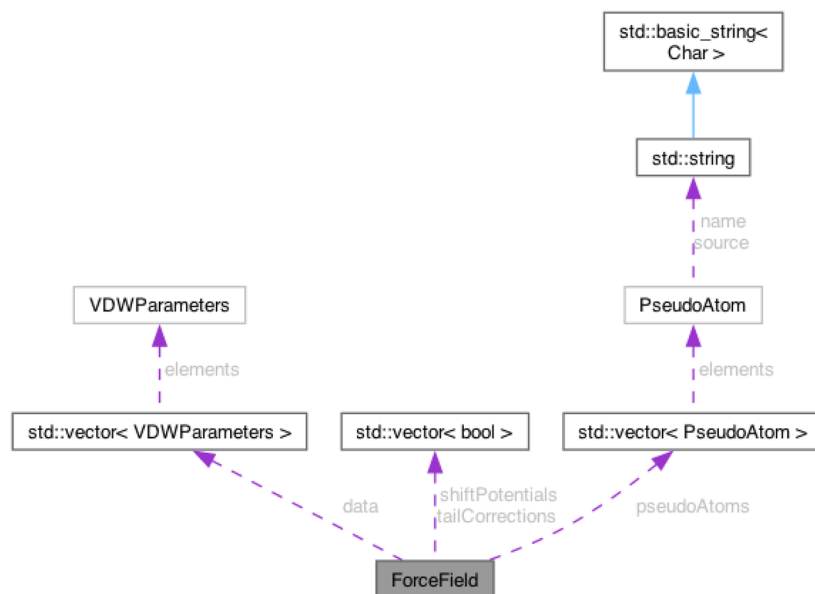 std::basic_string<
Char >
std::string
name
source
VDWParameters
PseudoAtom
elements
elements
std::vector< VDWParameters >
std::vector< bool >
std::vector< PseudoAtom >
data
shiftPotentials
tailCorrections
pseudoAtoms
ForceField